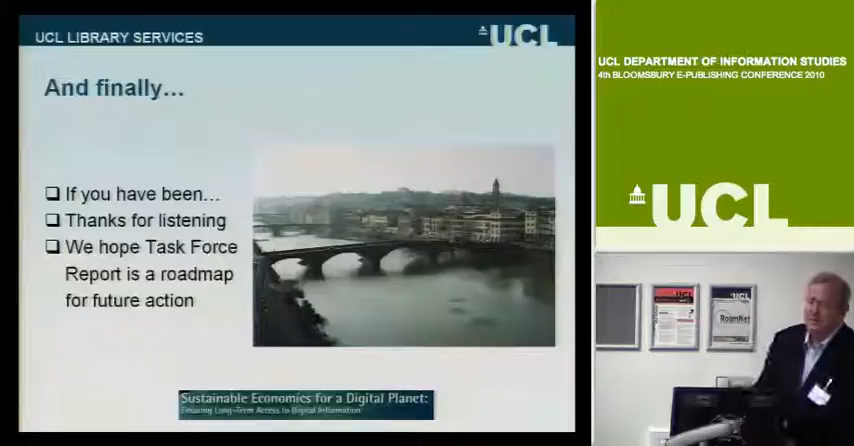 UCL LIBRARY SERVICES
UCL
And finally...
❑ If you have been...
❑ Thanks for listening
❑ We hope Task Force
Report is a roadmap
for future action
Sustainable Economics for a Digital Planet:
Ensuring Long-Term Access to Digital Information
UCL DEPARTMENT OF INFORMATION STUDIES
4TH BLOOMSBURY E-PUBLISHING CONFERENCE 2010
UCL
UCL
UCL
RoomNet